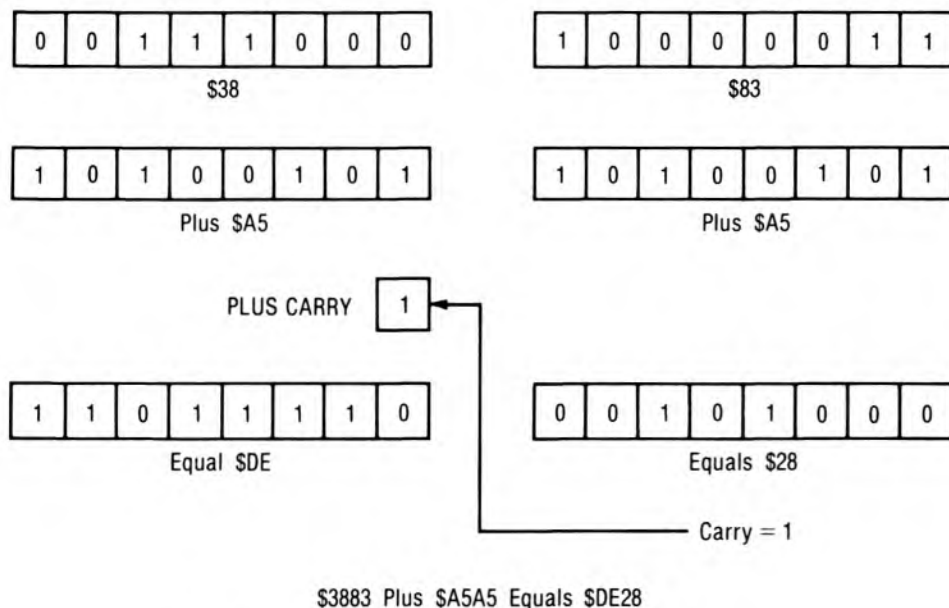 0 0 1 1 1 0 0 0 1 0 0 0 0 0 1 1
$38 $83
1 0 1 0 0 1 0 1 1 0 1 0 0 1 0 1
Plus $A5 Plus $A5
PLUS CARRY 1
1 1 0 1 1 1 1 0 0 0 1 0 1 0 0 0
Equal $DE Equals $28
Carry = 1
$3883 Plus $A5A5 Equals $DE28